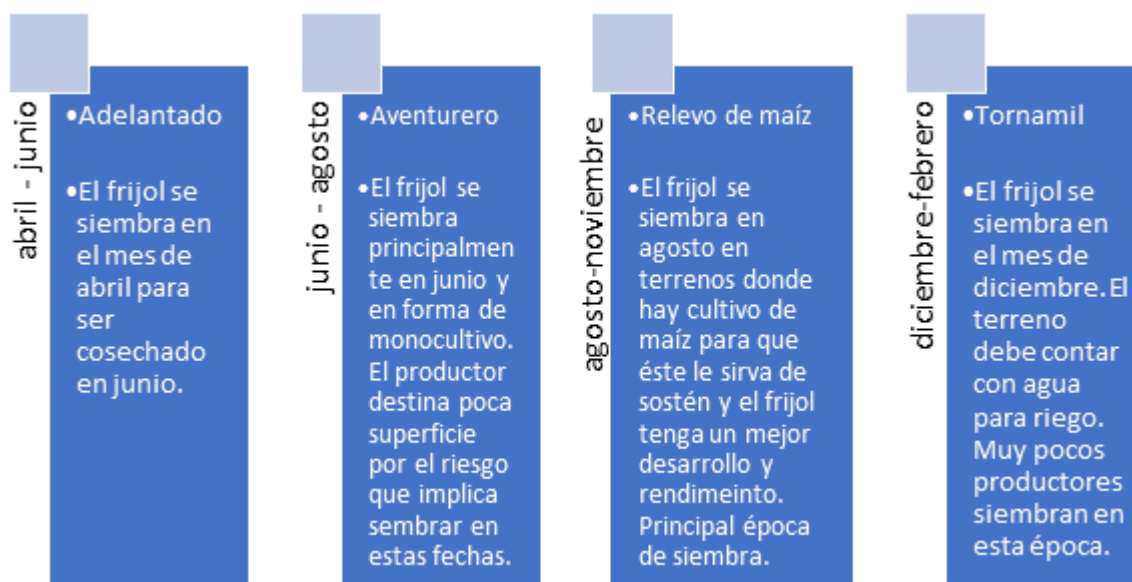 abril - junio
•Adelantado
•El frijol se
siembra en
el mes de
abril para
ser
cosechado
en junio.
junio - agosto
•Aventurero
•El frijol se
siembra
principalmen
te en junio y
en forma de
monocultivo.
El productor
destina poca
superficie
por el riesgo
que implica
sembrar en
estas fechas.
agosto-noviembre
•Relevo de maíz
•El frijol se
siembra en
agosto en
terrenos donde
hay cultivo de
maíz para que
éste le sirva de
sostén y el frijol
tenga un mejor
desarrollo y
rendimeinto.
Principal época
de siembra.
diciembre-febrero
•Tornamil
•El frijol se
siembra en
el mes de
diciembre. El
terreno
debe contar
con agua
para riego.
Muy pocos
productores
siembran en
esta época.